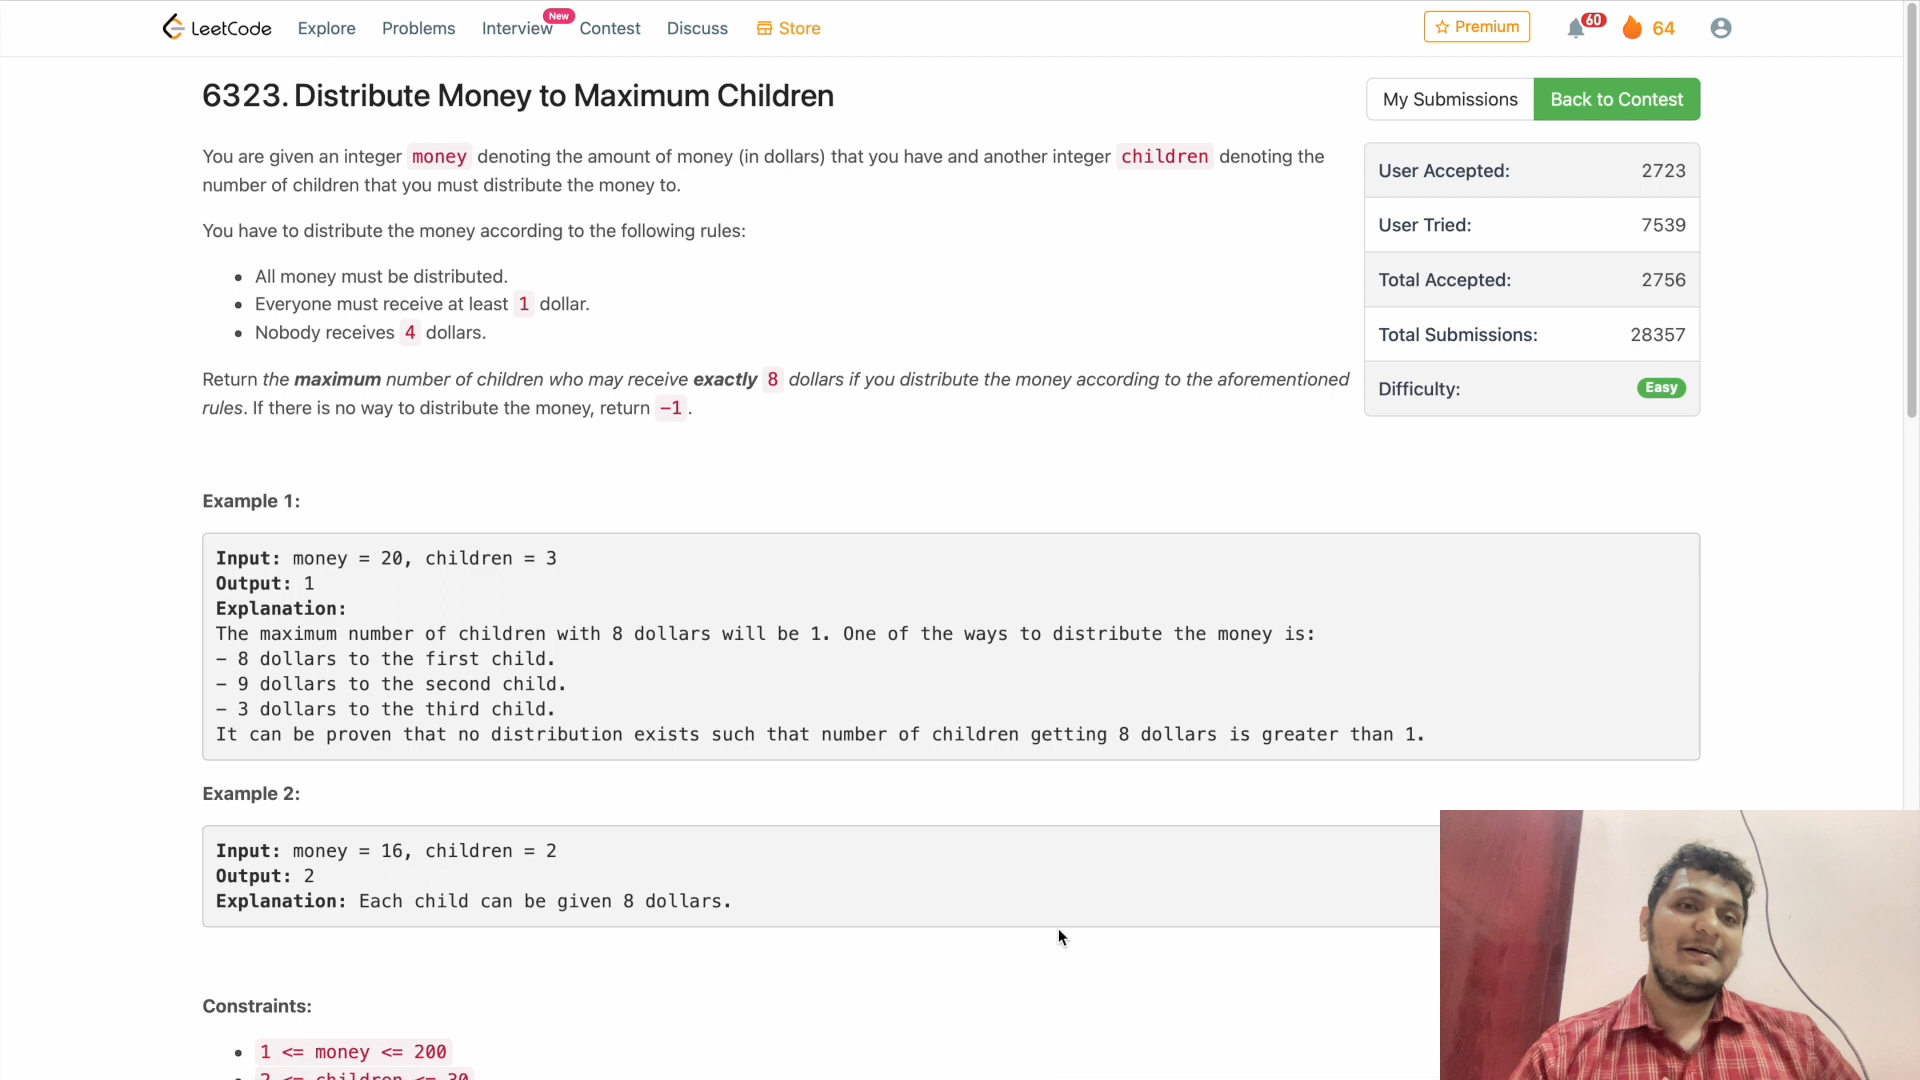 LeetCode Explore Problems Interview New Contest Discuss Store Premium 60 64
6323. Distribute Money to Maximum Children
My Submissions Back to Contest
You are given an integer money denoting the amount of money (in dollars) that you have and another integer children denoting the
number of children that you must distribute the money to.
You have to distribute the money according to the following rules:
• All money must be distributed.
• Everyone must receive at least 1 dollar.
• Nobody receives 4 dollars.
Return the maximum number of children who may receive exactly 8 dollars if you distribute the money according to the aforementioned
rules. If there is no way to distribute the money, return -1.
User Accepted: 2723
User Tried: 7539
Total Accepted: 2756
Total Submissions: 28357
Difficulty: Easy
Example 1:
Input: money = 20, children = 3
Output: 1
Explanation:
The maximum number of children with 8 dollars will be 1. One of the ways to distribute the money is:
- 8 dollars to the first child.
- 9 dollars to the second child.
- 3 dollars to the third child.
It can be proven that no distribution exists such that number of children getting 8 dollars is greater than 1.
Example 2:
Input: money = 16, children = 2
Output: 2
Explanation: Each child can be given 8 dollars.
Constraints:
• 1 <= money <= 200
• 2 <= children <= 30